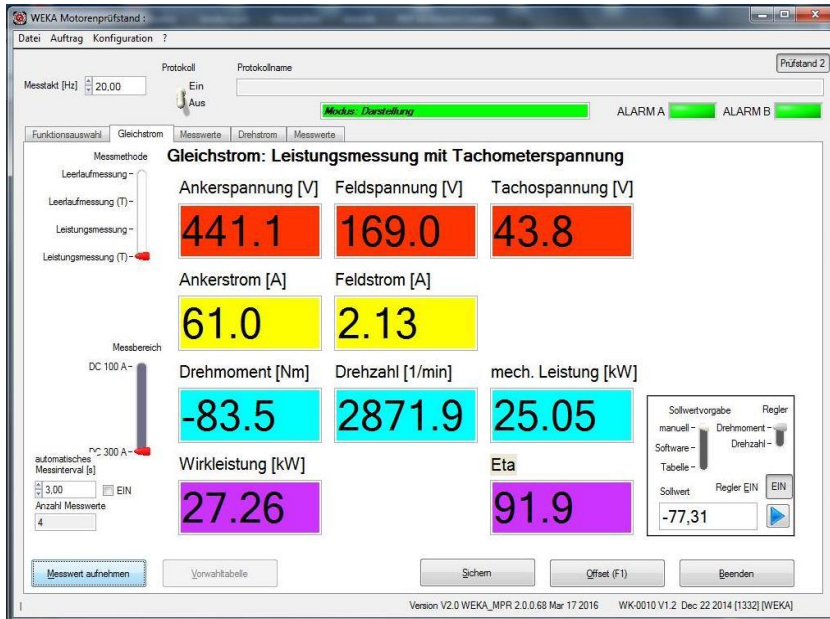 WEKA Motorenprüfstand :
Datei Auftrag Konfiguration ?
Prüfstand 2
Protokoll Protokollname
Messtakt [Hz] 20,00 Ein
Aus
Modus: Darstellung ALARM A ALARM B
Funktionsauswahl Gleichstrom Messwerte Drehstrom Messwerte
Messmethode Gleichstrom: Leistungsmessung mit Tachometerspannung
Leerlaufmessung
Leerlaufmessung (T)
Leistungsmessung
Leistungsmessung (T)
Ankerspannung [V] Feldspannung [V] Tachospannung [V]
441.1 169.0 43.8
Ankerstrom [A] Feldstrom [A]
61.0 2.13
Messbereich
DC 100 A
DC 300 A
Drehmoment [Nm] Drehzahl [1/min] mech. Leistung [kW]
-83.5 2871.9 25.05
automatisches
Messinterval [s]
3,00 EIN
Anzahl Messwerte
4
Wirkleistung [kW] Eta
27.26 91.9
Sollwertvorgabe Regler
manuell Drehmoment
Software Drehzahl
Tabelle
Sollwert Regler EIN EIN
-77,31
Messwert aufnehmen Vorwahltabelle Sichern Offset (F1) Beenden
Version V2.0 WEKA_MPR 2.0.0.68 Mar 17 2016 WK-0010 V1.2 Dec 22 2014 [1332] [WEKA]